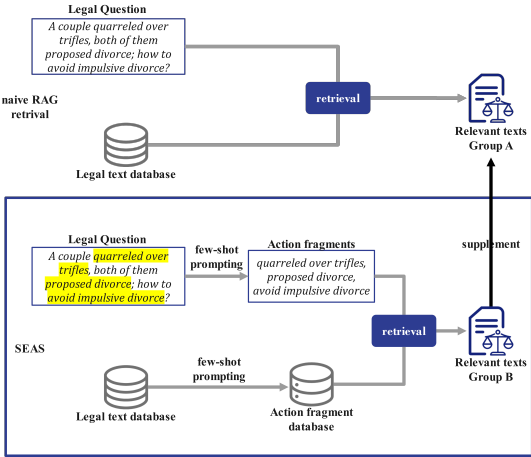 Legal Question
A couple quarreled over
trifles, both of them
proposed divorce; how to
avoid impulsive divorce?
naive RAG
retrival
retrieval
Legal text database
Relevant texts
Group A
supplement
Legal Question
A couple quarreled over
trifles, both of them
proposed divorce; how to
avoid impulsive divorce?
few-shot
prompting
Action fragments
quarreled over trifles,
proposed divorce,
avoid impulsive divorce
retrieval
SEAS
Relevant texts
Group B
few-shot
prompting
Legal text database
Action fragment
database